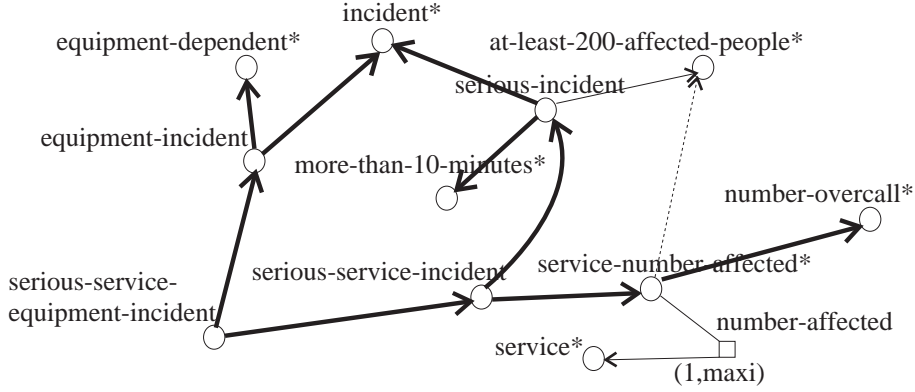 incident*
equipment-dependent*
at-least-200-affected-people*
serious-incident
equipment-incident
more-than-10-minutes*
number-overcall*
serious-service-incident
service-number-affected*
serious-service-
equipment-incident
number-affected
service*
(1,maxi)